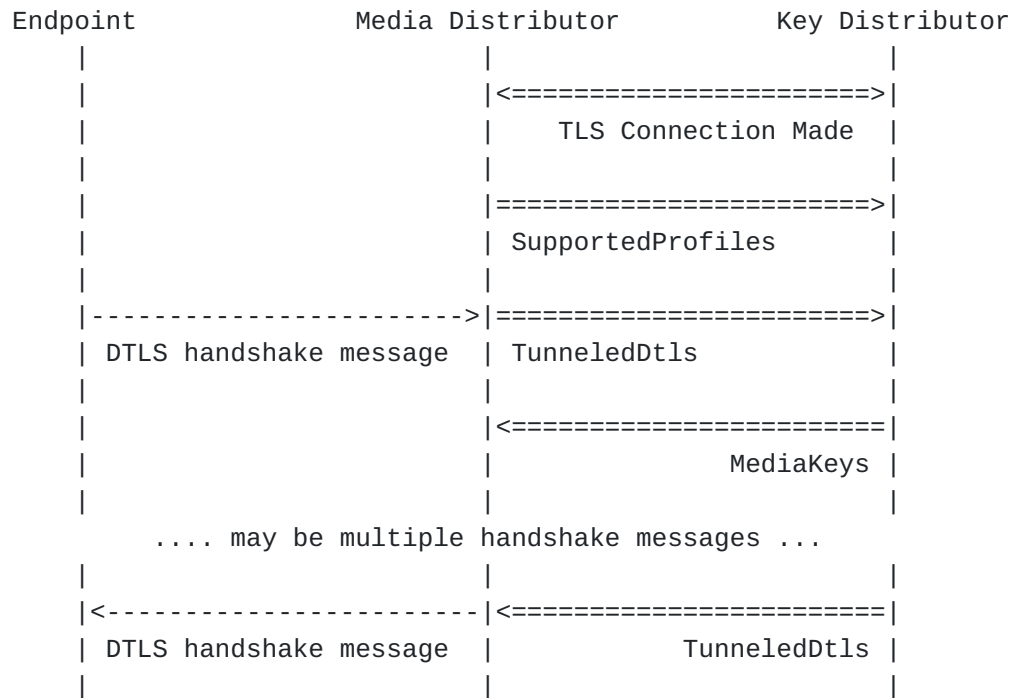 Endpoint Media Distributor Key Distributor
| | |
| |<=======================>|
| | TLS Connection Made |
| | |
| |========================>|
| | SupportedProfiles |
| | |
|------------------------>|========================>|
| DTLS handshake message | TunneledDtls |
| | |
| |<========================|
| | MediaKeys |
| | |
.... may be multiple handshake messages ...
| | |
|<------------------------|<========================|
| DTLS handshake message | TunneledDtls |
| | |